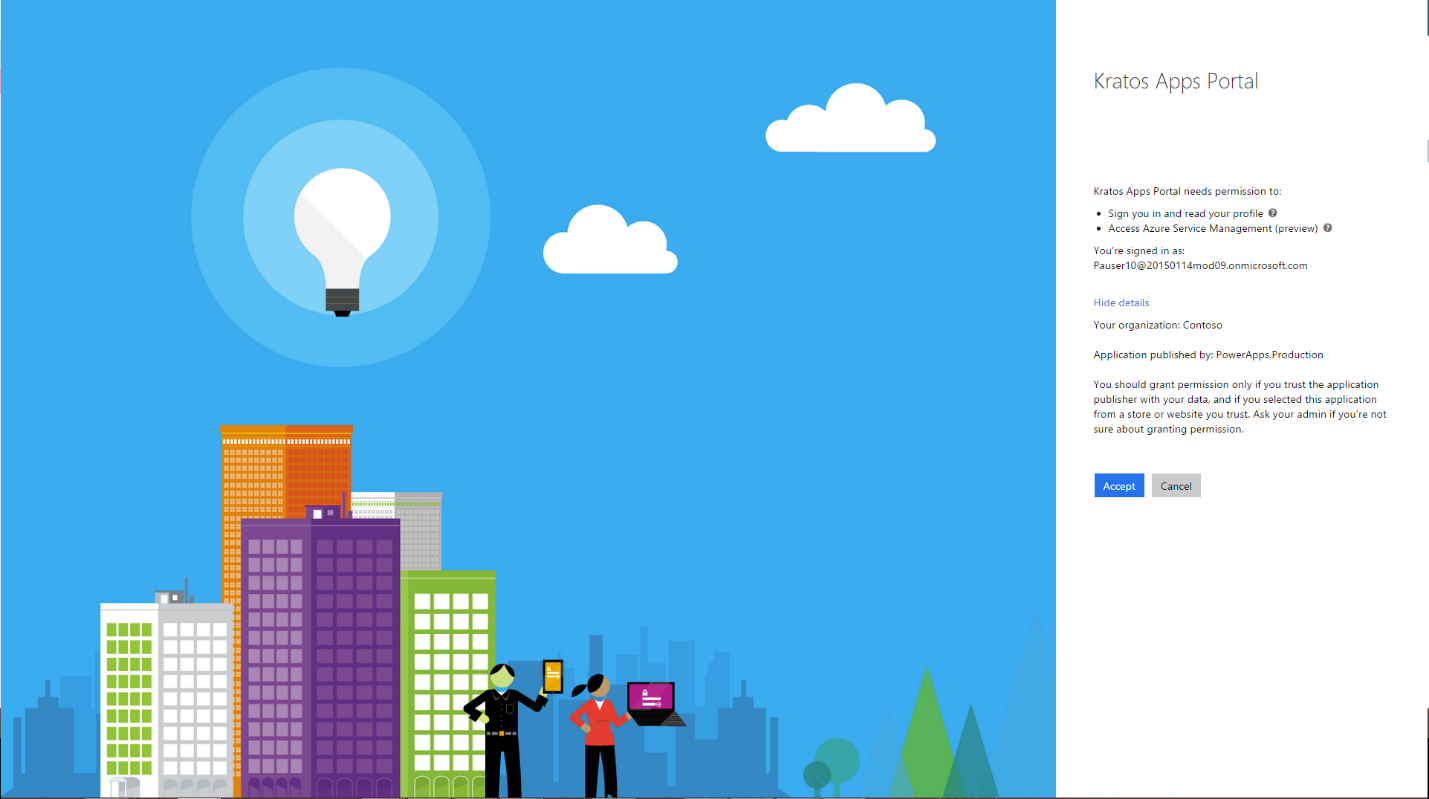 Kratos Apps Portal
Kratos Apps Portal needs permission to:
• Sign you in and read your profile ?
• Access Azure Service Management (preview) ?
You're signed in as:
Pauser10@20150114mod09.onmicrosoft.com
Hide details
Your organization: Contoso
Application published by: PowerApps.Production
You should grant permission only if you trust the application
publisher with your data, and if you selected this application
from a store or website you trust. Ask your admin if you're not
sure about granting permission.
Accept Cancel